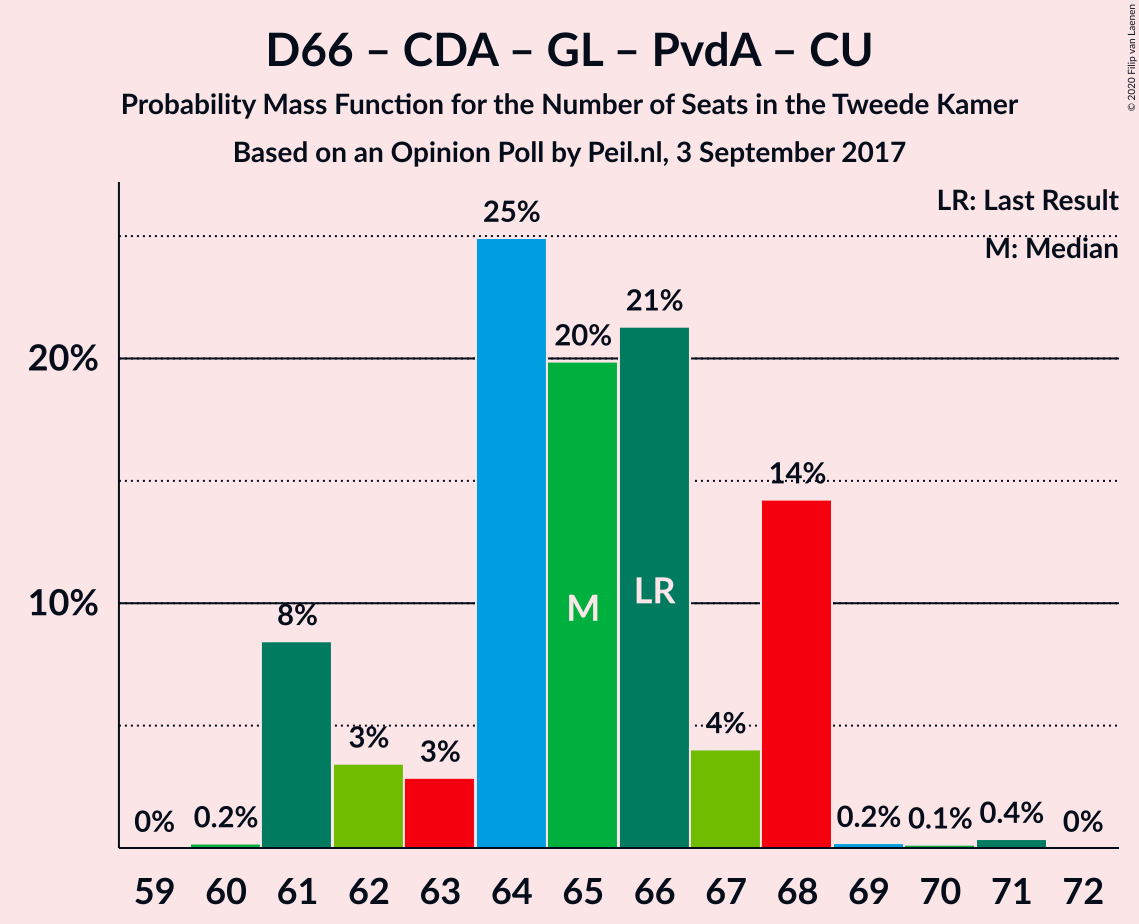 D66 – CDA – GL – PvdA – CU
Probability Mass Function for the Number of Seats in the Tweede Kamer
Based on an Opinion Poll by Peil.nl, 3 September 2017
© 2020 Filip van Laenen
LR: Last Result
M: Median
25%
21%
20%
20%
14%
10%
8%
4%
3%
3%
0%
0.2%
0.2%
0.1%
0.4%
0%
M
LR
59 60 61 62 63 64 65 66 67 68 69 70 71 72